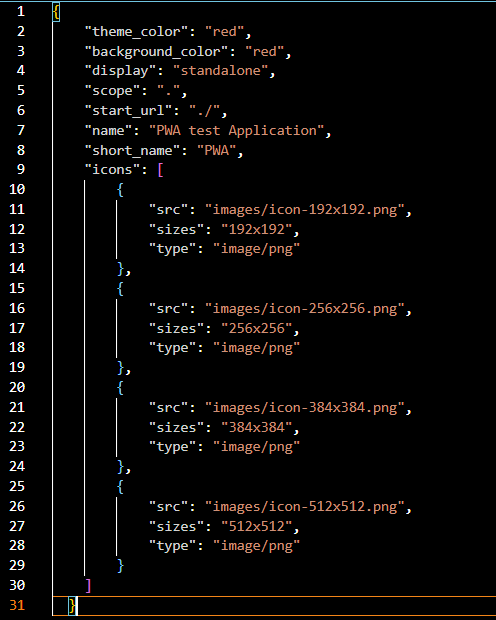 1 {
2 "theme_color": "red",
3 "background_color": "red",
4 "display": "standalone",
5 "scope": ".",
6 "start_url": "./",
7 "name": "PWA test Application",
8 "short_name": "PWA",
9 "icons": [
10 {
11 "src": "images/icon-192x192.png",
12 "sizes": "192x192",
13 "type": "image/png"
14 },
15 {
16 "src": "images/icon-256x256.png",
17 "sizes": "256x256",
18 "type": "image/png"
19 },
20 {
21 "src": "images/icon-384x384.png",
22 "sizes": "384x384",
23 "type": "image/png"
24 },
25 {
26 "src": "images/icon-512x512.png",
27 "sizes": "512x512",
28 "type": "image/png"
29 }
30 ]
31 }